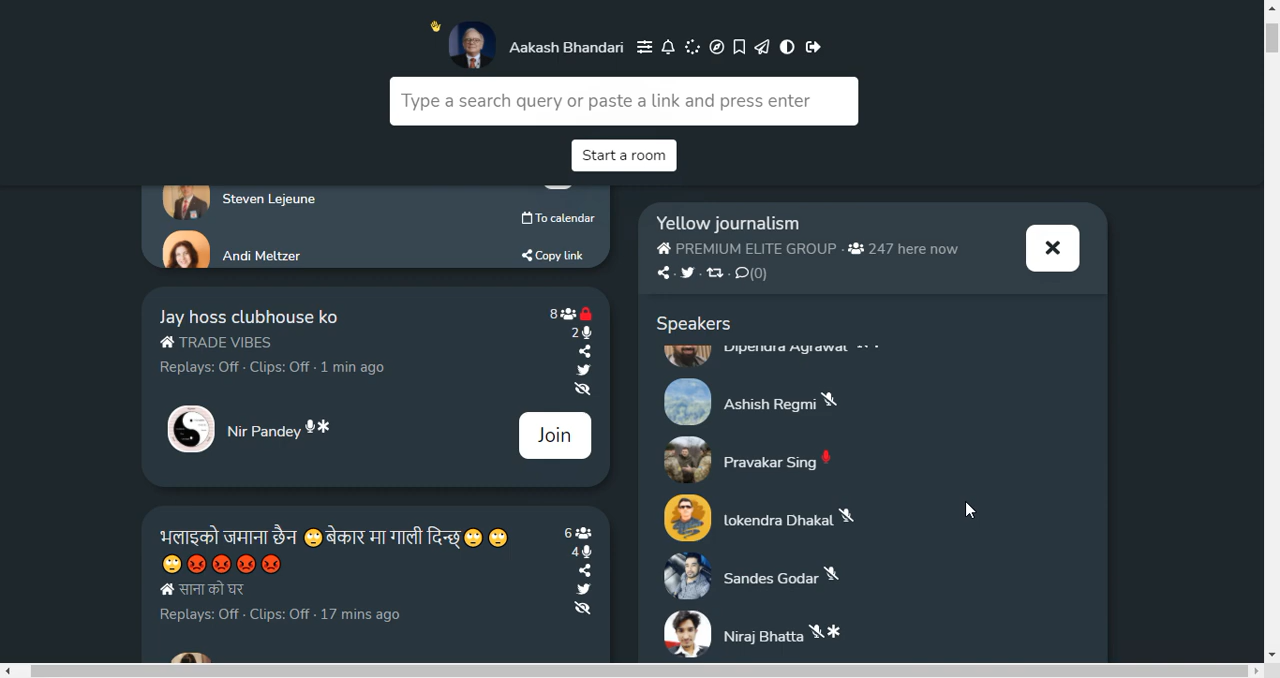 Aakash Bhandari
Type a search query or paste a link and press enter
Start a room
Steven Lejeune
To calendar
Andi Meltzer
Copy link
Jay hoss clubhouse ko
8
TRADE VIBES
2
Replays: Off · Clips: Off · 1 min ago
Nir Pandey
Join
भलाइको जमाना छैन 🙄बेकार मा गाली दिन्छ्🙄🙄
🙄😡😡😡😡
6
4
साना को घर
Replays: Off · Clips: Off · 17 mins ago
Yellow journalism
PREMIUM ELITE GROUP · 247 here now
(0)
Speakers
Dipendra Agrawal
Ashish Regmi
Pravakar Sing
lokendra Dhakal
Sandes Godar
Niraj Bhatta